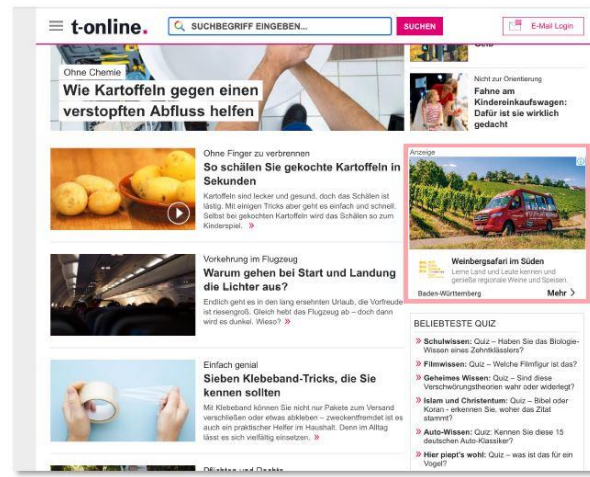 t-online.
SUCHBEGRIFF EINGEBEN...
SUCHEN
E-Mail Login
Ohne Chemie
Wie Kartoffeln gegen einen
verstopften Abfluss helfen
Nicht zur Orientierung
Fahne am
Kindereinkaufswagen:
Dafür ist sie wirklich
gedacht
Ohne Finger zu verbrennen
So schälen Sie gekochte Kartoffeln in
Sekunden
Kartoffeln sind lecker und gesund, doch das Schälen ist
lästig. Mit einigen Tricks aber geht es einfach und schnell.
Selbst bei gekochten Kartoffeln wird das Schälen so zum
Kinderspiel. »
Anzeige
Weinbergsafari im Süden
Lerne Land und Leute kennen und
genieße regionale Weine und Speisen.
Baden-Württemberg
Mehr >
Vorkehrung im Flugzeug
Warum gehen bei Start und Landung
die Lichter aus?
Endlich geht es in den lang ersehnten Urlaub, die Vorfreude
ist riesengroß. Gleich hebt das Flugzeug ab – doch dann
wird es dunkel. Wieso? »
BELIEBTESTE QUIZ
» Schulwissen: Quiz – Haben Sie das Biologie-
Wissen eines Zehntklässlers?
» Filmwissen: Quiz – Welche Filmfigur ist das?
» Geheimes Wissen: Quiz – Sind diese
Verschwörungstheorien wahr oder widerlegt?
» Islam und Christentum: Quiz – Bibel oder
Koran - erkennen Sie, woher das Zitat
stammt?
» Auto-Wissen: Quiz: Kennen Sie diese 15
deutschen Auto-Klassiker?
» Hier piept's wohl: Quiz – was ist das für ein
Vogel?
Einfach genial
Sieben Klebeband-Tricks, die Sie
kennen sollten
Mit Klebeband können Sie nicht nur Pakete zum Versand
verschließen oder etwas abkleben – zweckentfremdet ist es
auch ein praktischer Helfer im Haushalt. Denn im Alltag
lässt es sich vielfältig einsetzen. »